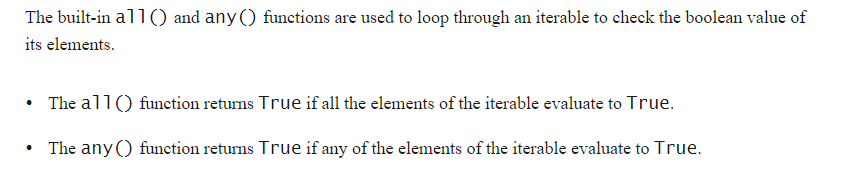 The built-in all() and any() functions are used to loop through an iterable to check the boolean value of
its elements.
• The all() function returns True if all the elements of the iterable evaluate to True.
• The any() function returns True if any of the elements of the iterable evaluate to True.